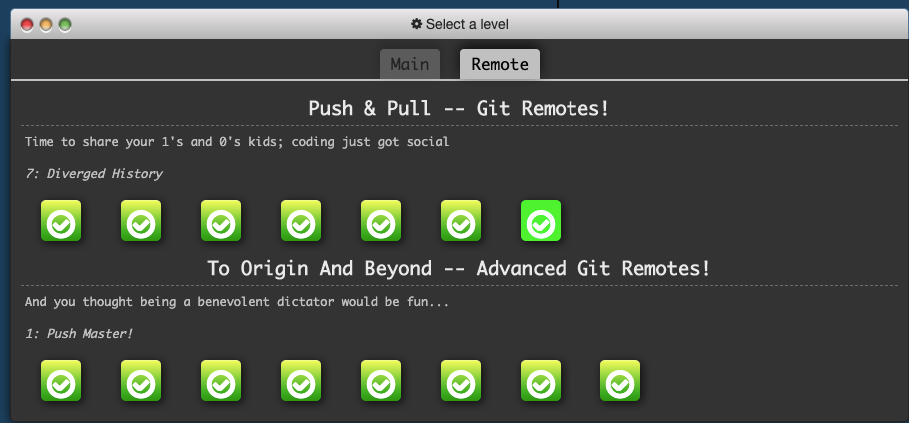 Select a level
Main
Remote
Push & Pull -- Git Remotes!
Time to share your 1's and 0's kids; coding just got social
7: Diverged History
To Origin And Beyond -- Advanced Git Remotes!
And you thought being a benevolent dictator would be fun...
1: Push Master!